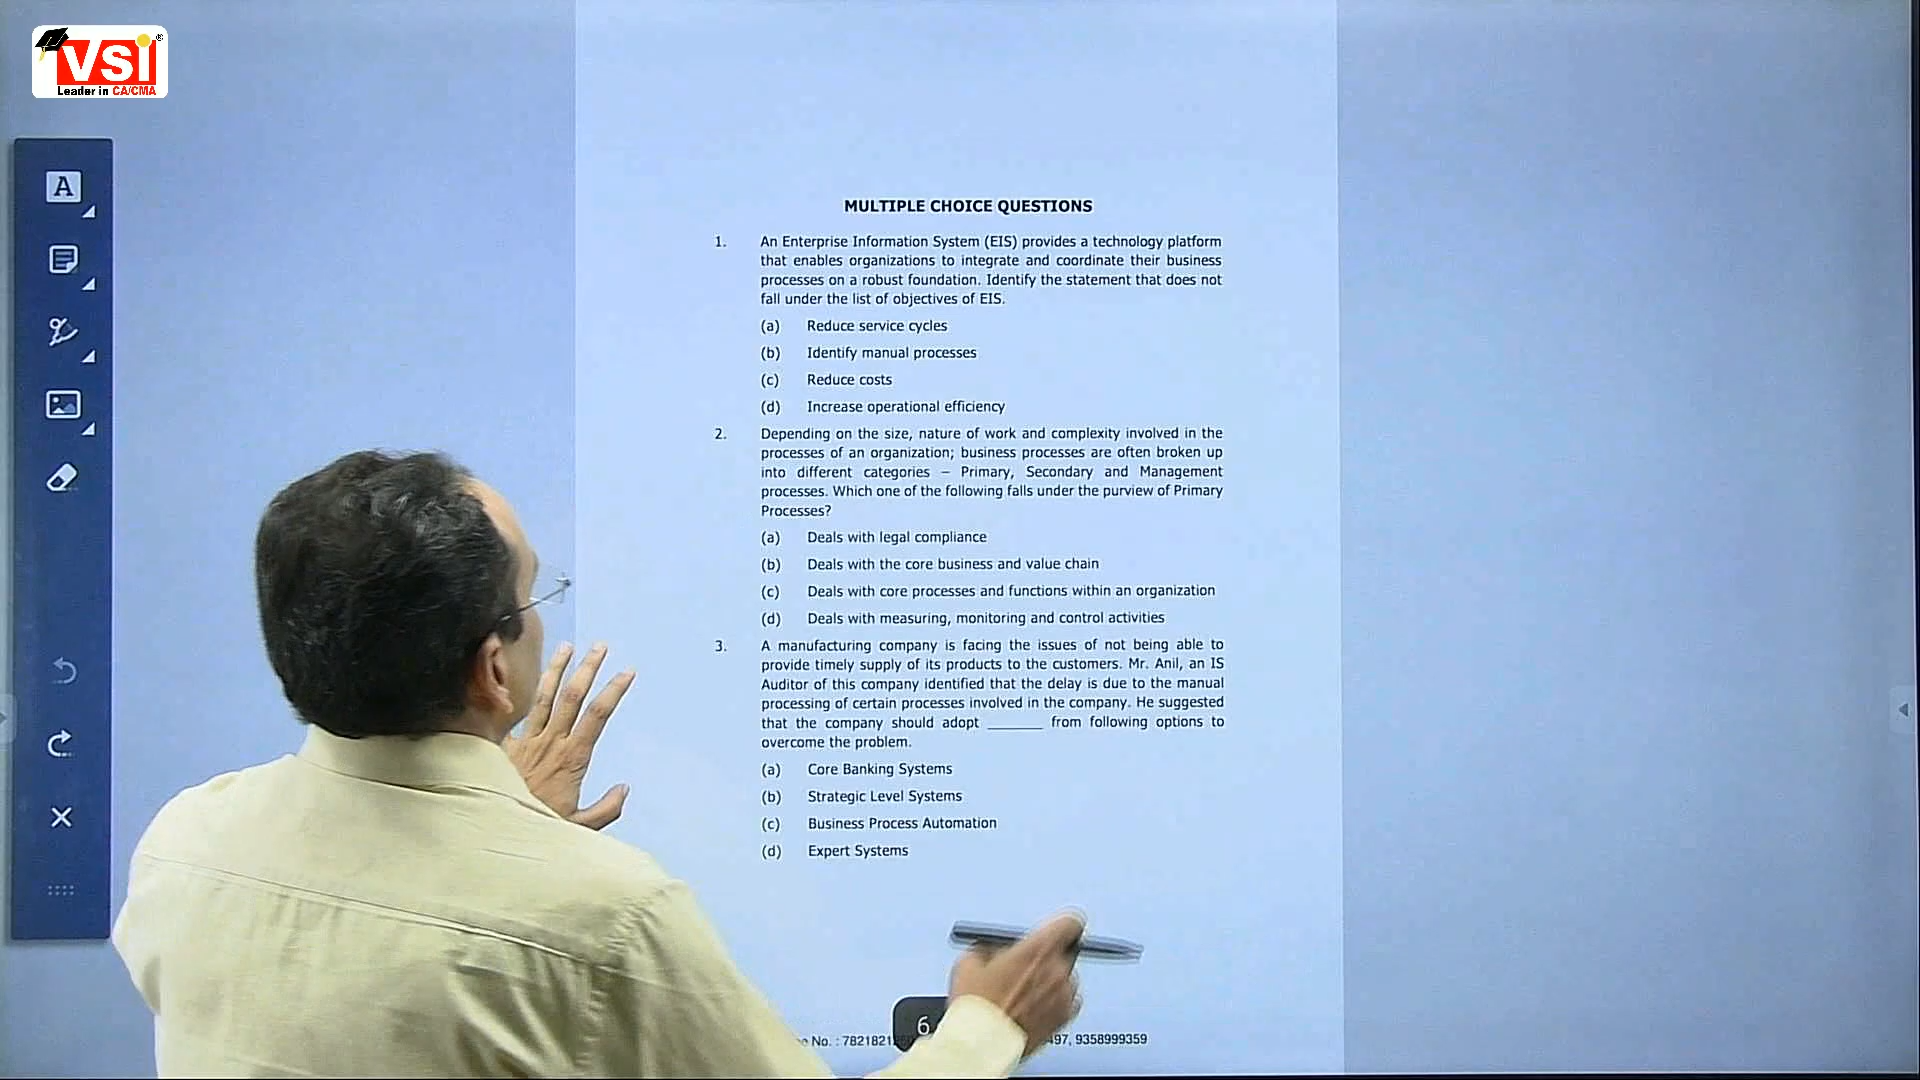 VSI
Leader in CA/CMA
A
MULTIPLE CHOICE QUESTIONS
1. An Enterprise Information System (EIS) provides a technology platform
that enables organizations to integrate and coordinate their business
processes on a robust foundation. Identify the statement that does not
fall under the list of objectives of EIS.
(a) Reduce service cycles
(b) Identify manual processes
(c) Reduce costs
(d) Increase operational efficiency
2. Depending on the size, nature of work and complexity involved in the
processes of an organization; business processes are often broken up
into different categories – Primary, Secondary and Management
processes. Which one of the following falls under the purview of Primary
Processes?
(a) Deals with legal compliance
(b) Deals with the core business and value chain
(c) Deals with core processes and functions within an organization
(d) Deals with measuring, monitoring and control activities
3. A manufacturing company is facing the issues of not being able to
provide timely supply of its products to the customers. Mr. Anil, an IS
Auditor of this company identified that the delay is due to the manual
processing of certain processes involved in the company. He suggested
that the company should adopt _______ from following options to
overcome the problem.
(a) Core Banking Systems
(b) Strategic Level Systems
(c) Business Process Automation
(d) Expert Systems
6
No. : 7821821 497, 9358999359